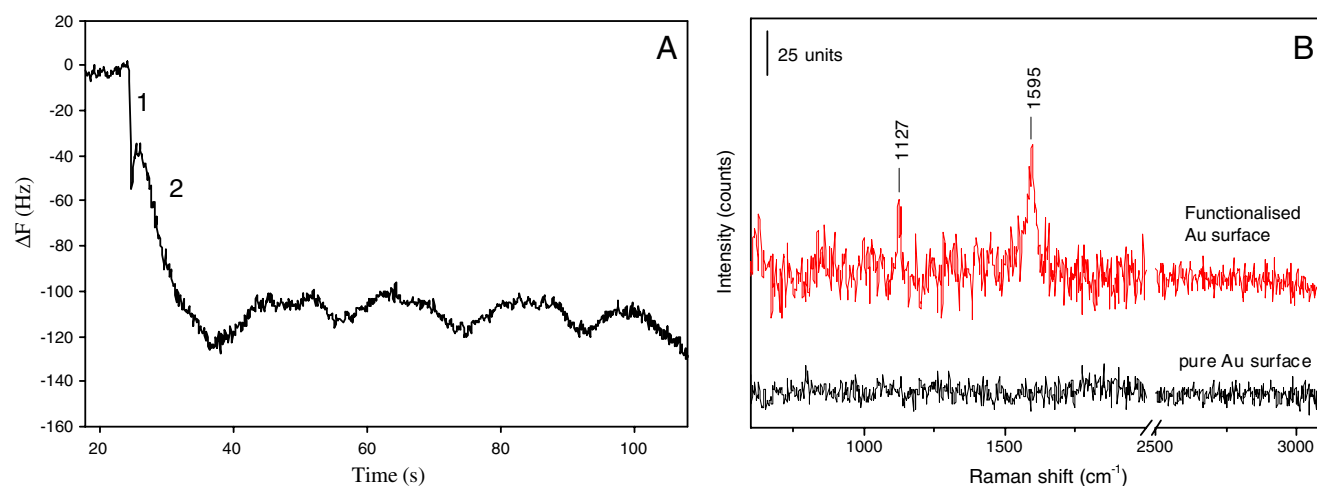 A
20
0
-20
-40
-60
-80
-100
-120
-140
-160
ΔF (Hz)
1
2
20 40 60 80 100
Time (s)
B
25 units
1127
1595
Intensity (counts)
Functionalised
Au surface
pure Au surface
1000 1500 2500 3000
Raman shift (cm-1)